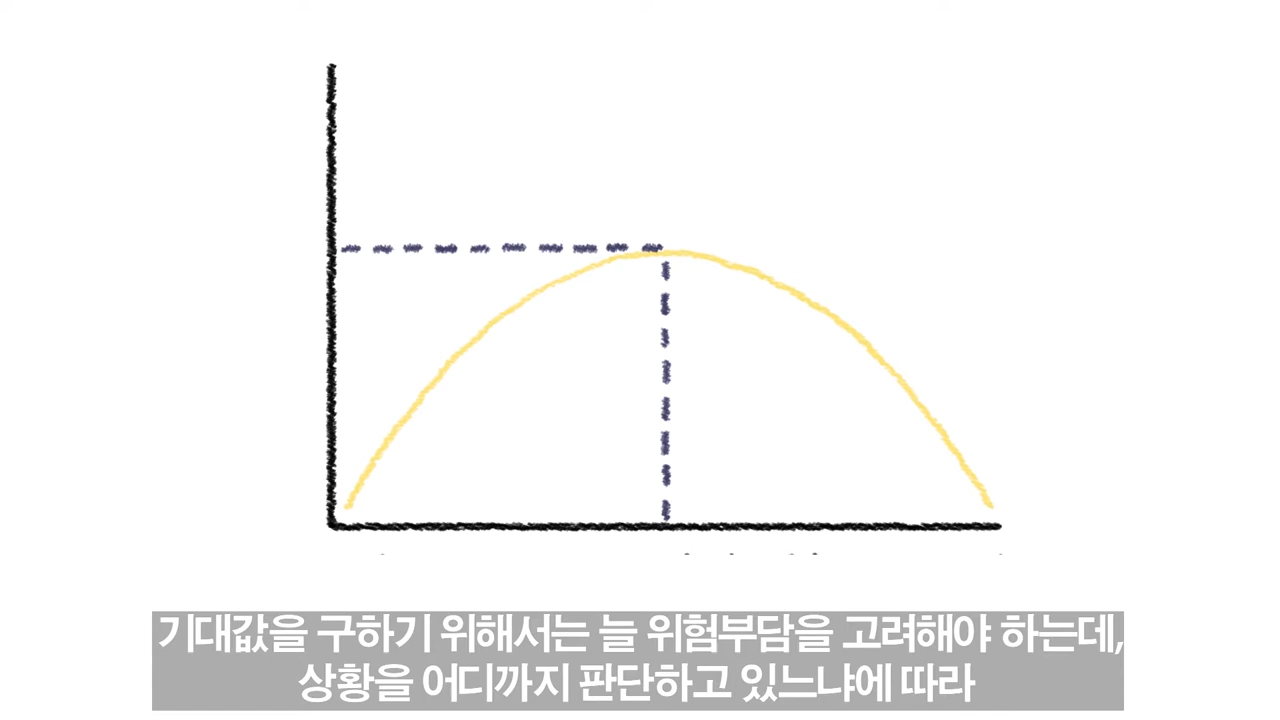 기대값을 구하기 위해서는 늘 위험부담을 고려해야 하는데,
상황을 어디까지 판단하고 있느냐에 따라